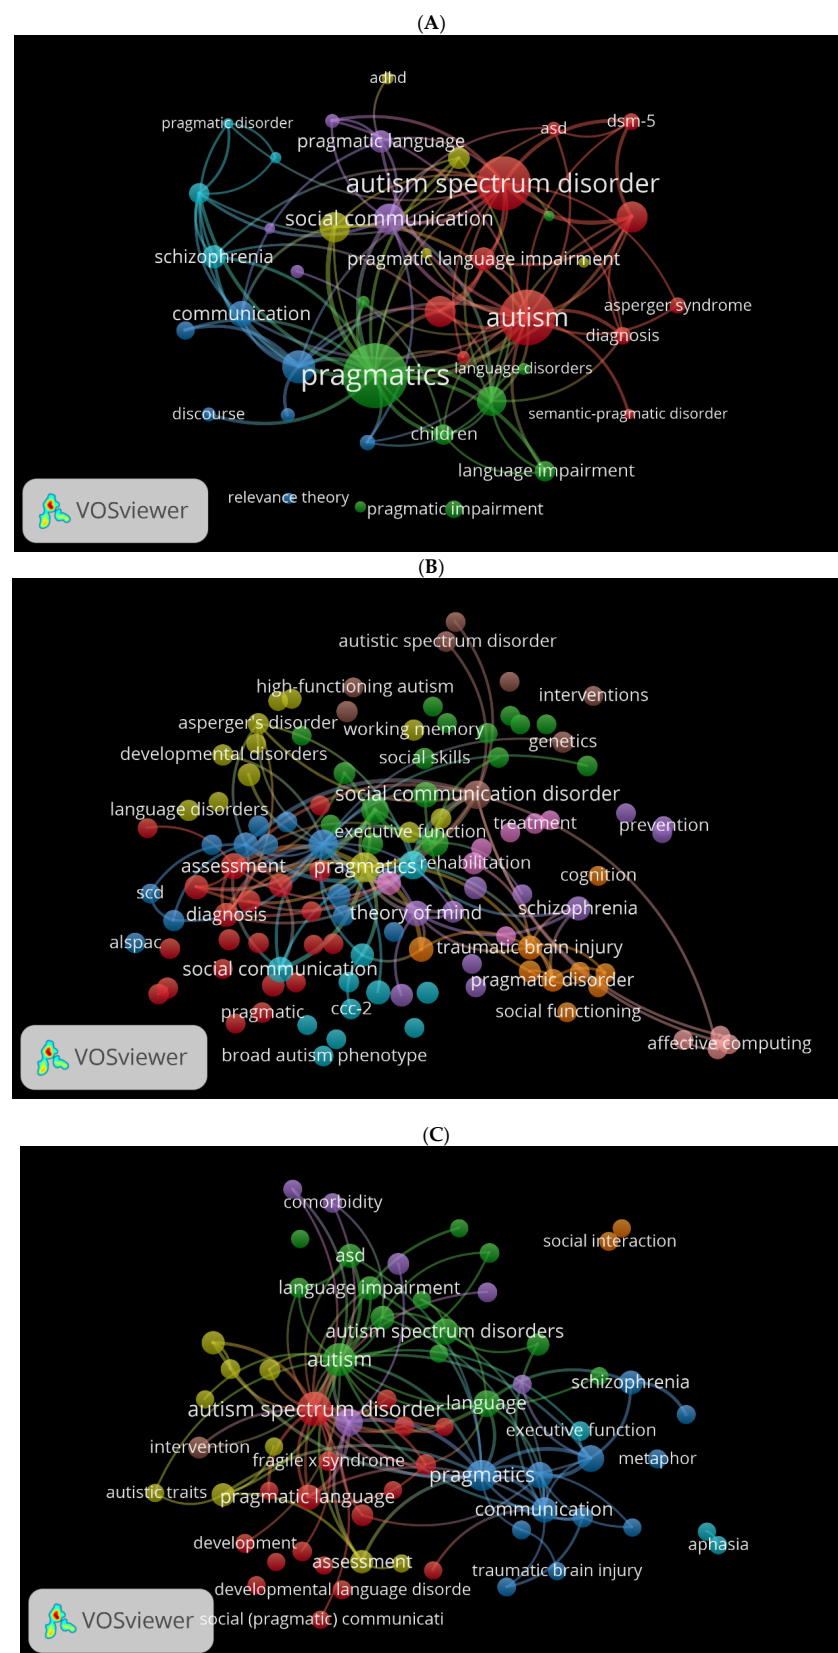 (A)
adhd
pragmatic disorder
asd
dsm-5
pragmatic language
autism spectrum disorder
social communication
schizophrenia
pragmatic language impairment
communication
asperger syndrome
autism
diagnosis
pragmatics
language disorders
discourse
semantic-pragmatic disorder
children
language impairment
relevance theory
pragmatic impairment
VOSviewer
(B)
autistic spectrum disorder
high-functioning autism
interventions
asperger's disorder
working memory
genetics
developmental disorders
social skills
social communication disorder
language disorders
treatment
prevention
executive function
assessment
pragmatics
rehabilitation
cognition
scd
diagnosis
theory of mind
schizophrenia
alspac
traumatic brain injury
social communication
pragmatic disorder
pragmatic
ccc-2
social functioning
broad autism phenotype
affective computing
VOSviewer
(C)
comorbidity
social interaction
asd
language impairment
autism spectrum disorders
autism
schizophrenia
autism spectrum disorder
language
executive function
intervention
fragile x syndrome
metaphor
pragmatics
autistic traits
pragmatic language
communication
development
aphasia
assessment
traumatic brain injury
developmental language disorde
social (pragmatic) communicati
VOSviewer